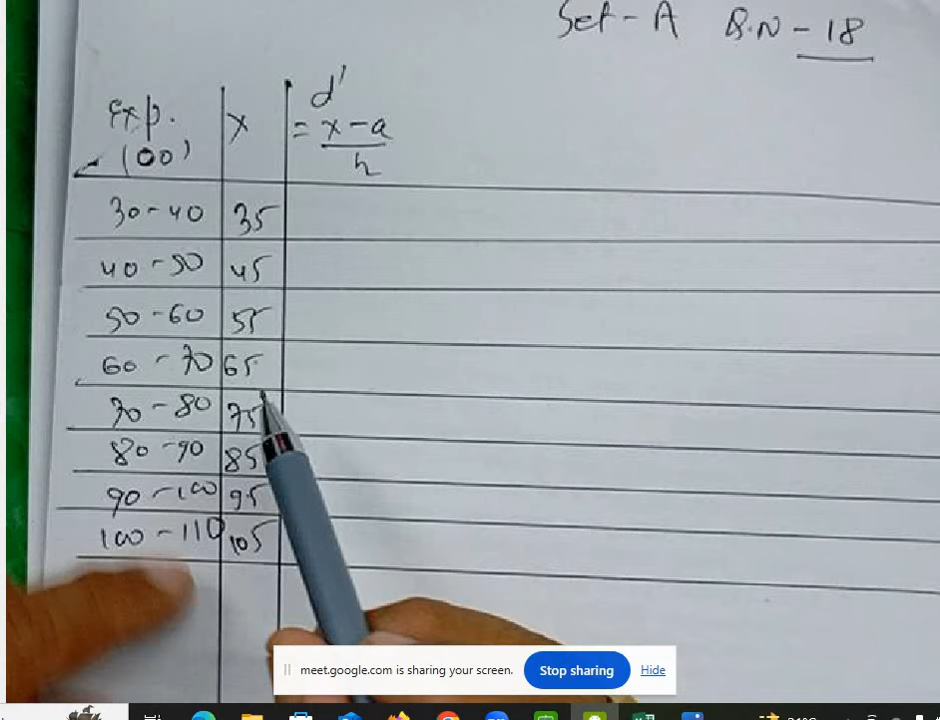 Set - A Q.N - 18
Exp. x d'
(00) = x - a
h
30 - 40 35
40 - 50 45
50 - 60 55
60 - 70 65
70 - 80 75
80 - 90 85
90 - 100 95
100 - 110 105
meet.google.com is sharing your screen. Stop sharing Hide